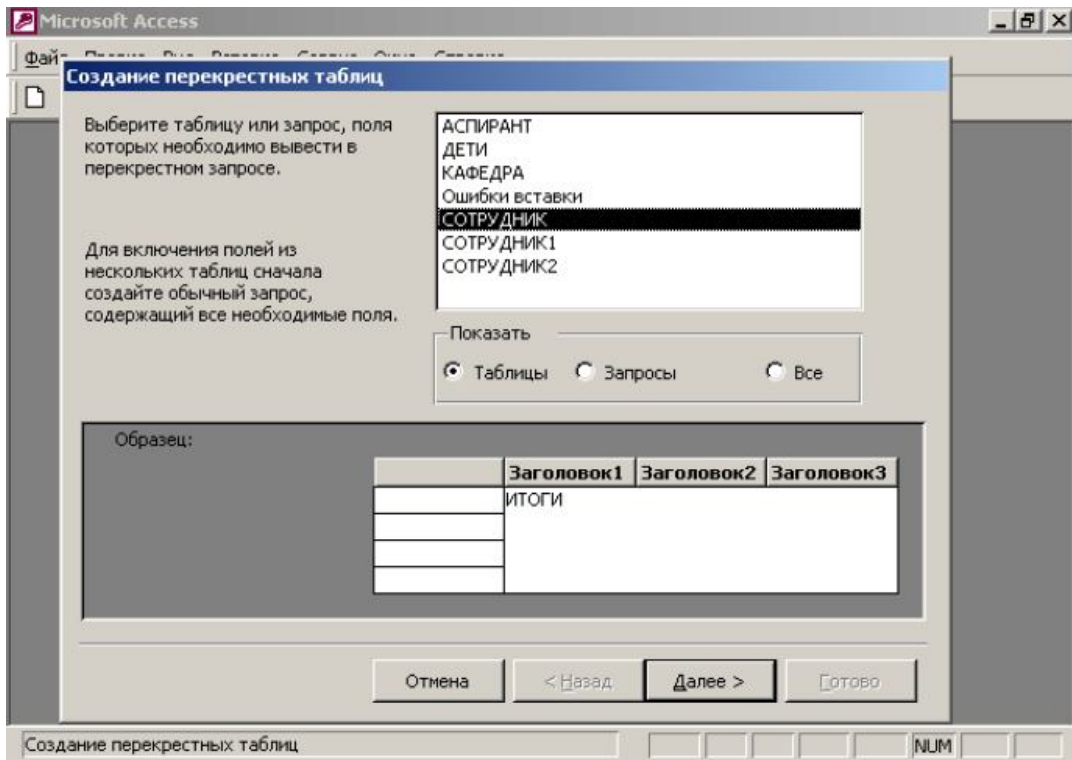 Microsoft Access
Создание перекрестных таблиц
Выберите таблицу или запрос, поля
которых необходимо вывести в
перекрестном запросе.
Для включения полей из
нескольких таблиц сначала
создайте обычный запрос,
содержащий все необходимые поля.
АСПИРАНТ
ДЕТИ
КАФЕДРА
Ошибки вставки
СОТРУДНИК
СОТРУДНИК1
СОТРУДНИК2
Показать
Таблицы Запросы Все
Образец:
Заголовок1 Заголовок2 Заголовок3
ИТОГИ
Отмена < Назад Далее > Готово
Создание перекрестных таблиц NUM